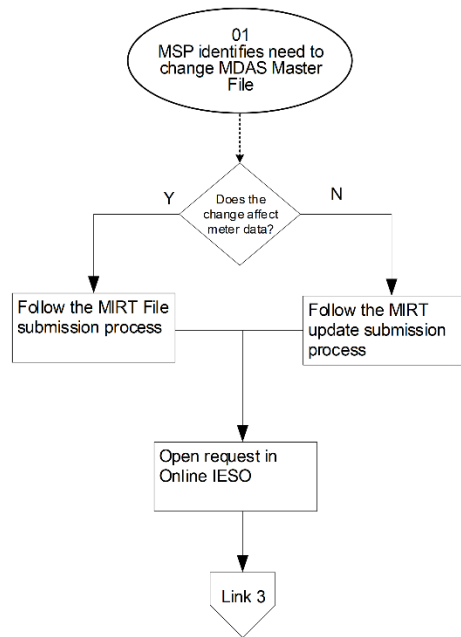 01
MSP identifies need to
change MDAS Master
File
Does the
change affect
meter data?
Y
N
Follow the MIRT File
submission process
Follow the MIRT
update submission
process
Open request in
Online IESO
Link 3